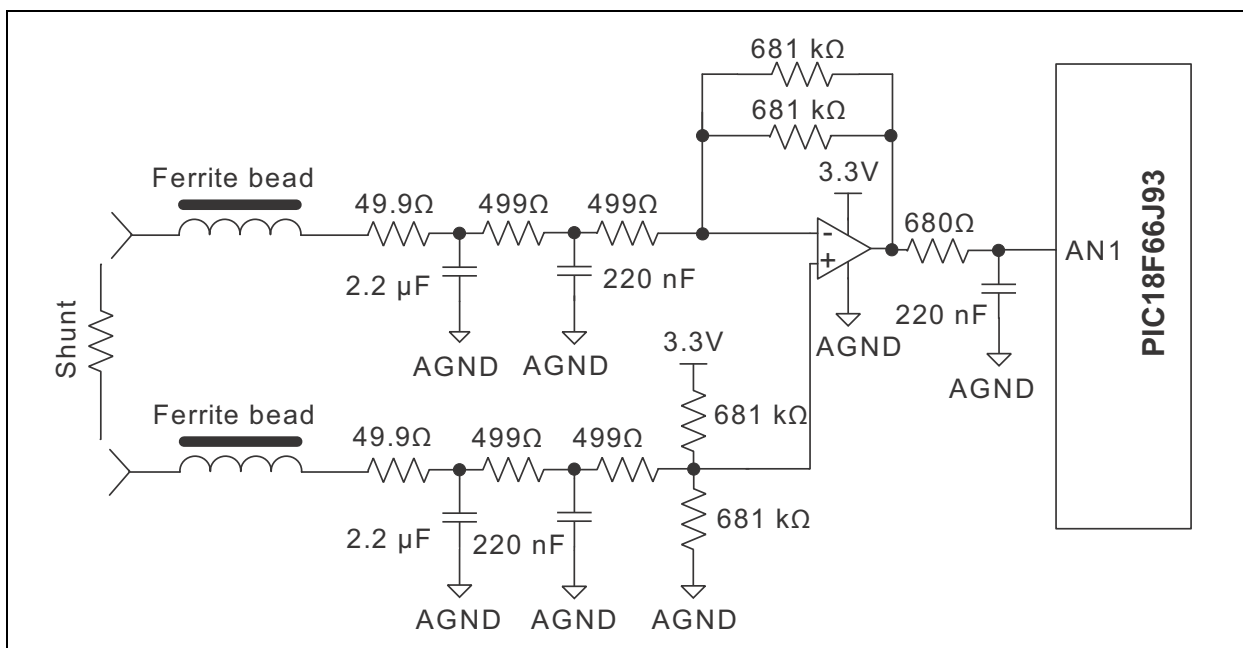 681 kΩ
681 kΩ
3.3V
Ferrite bead
49.9Ω 499Ω 499Ω
-
+
680Ω
AN1
PIC18F66J93
2.2 µF 220 nF
220 nF
Shunt
AGND AGND
AGND
AGND
3.3V
681 kΩ
Ferrite bead
49.9Ω 499Ω 499Ω
681 kΩ
2.2 µF 220 nF
AGND AGND AGND